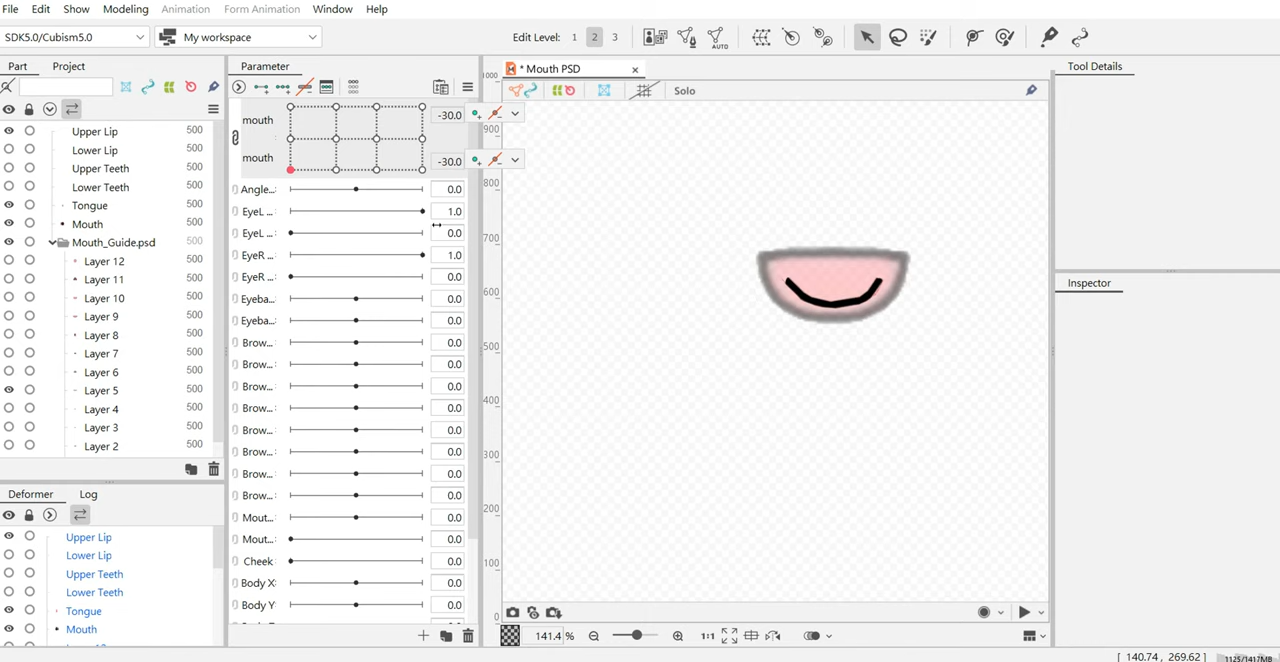 File Edit Show Modeling Animation Form Animation Window Help
SDK5.0/Cubism5.0 My workspace Edit Level: 1 2 3 AUTO
Part Project
Parameter
* Mouth PSD
Tool Details
Solo
Upper Lip 500
Lower Lip 500
Upper Teeth 500
Lower Teeth 500
Tongue 500
Mouth 500
Mouth_Guide.psd 500
Layer 12 500
Layer 11 500
Layer 10 500
Layer 9 500
Layer 8 500
Layer 7 500
Layer 6 500
Layer 5 500
Layer 4 500
Layer 3 500
Layer 2 500
Deformer Log
Upper Lip
Lower Lip
Upper Teeth
Lower Teeth
Tongue
Mouth
mouth -30.0
mouth -30.0
Angle... 0.0
EyeL ... 1.0
EyeL ... 0.0
EyeR ... 1.0
EyeR ... 0.0
Eyeba... 0.0
Eyeba... 0.0
Brow... 0.0
Brow... 0.0
Brow... 0.0
Brow... 0.0
Brow... 0.0
Brow... 0.0
Brow... 0.0
Brow... 0.0
Mout... 0.0
Mout... 0.0
Cheek 0.0
Body X 0.0
Body Y 0.0
1000
900
800
700
600
500
400
300
200
100
0
Inspector
141.4 % 1:1
[ 140.74, 269.62] 1125/1417MB